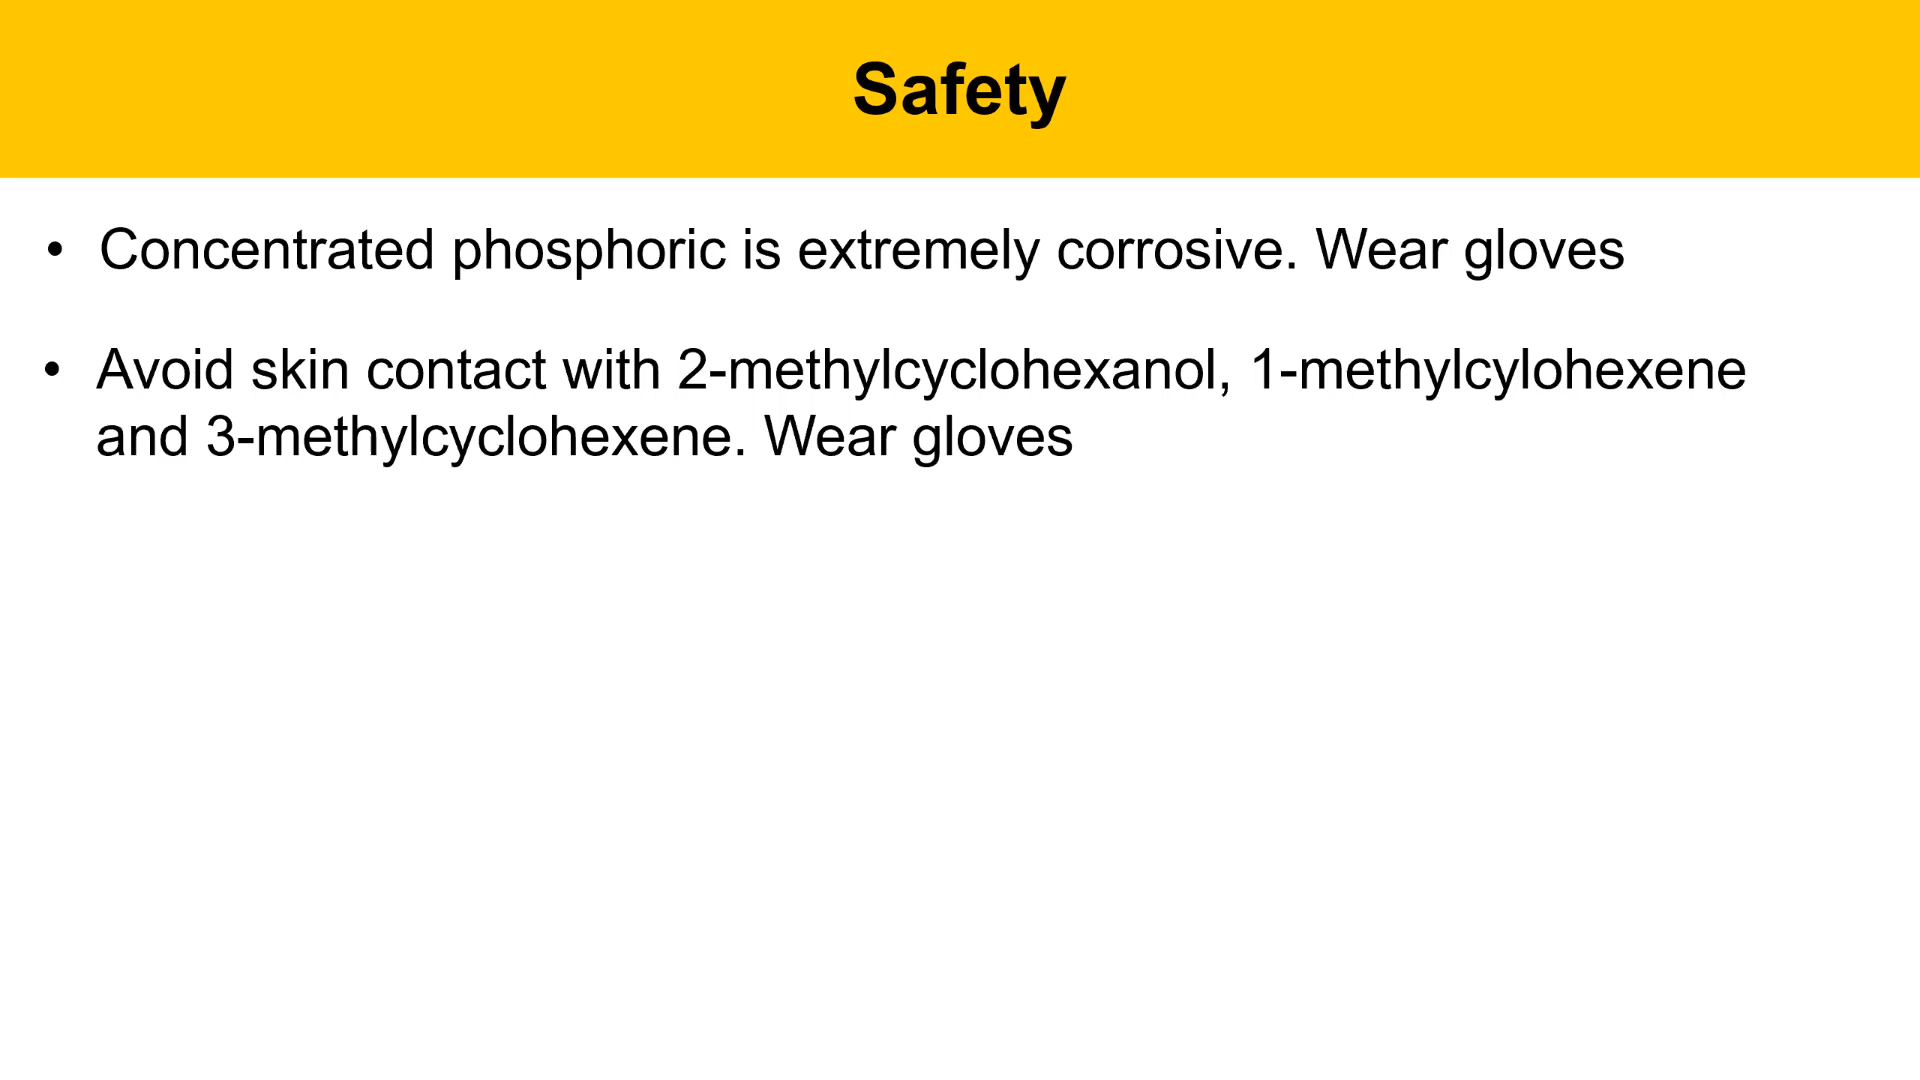 Safety
• Concentrated phosphoric is extremely corrosive. Wear gloves
• Avoid skin contact with 2-methylcyclohexanol, 1-methylcylohexene
and 3-methylcyclohexene. Wear gloves